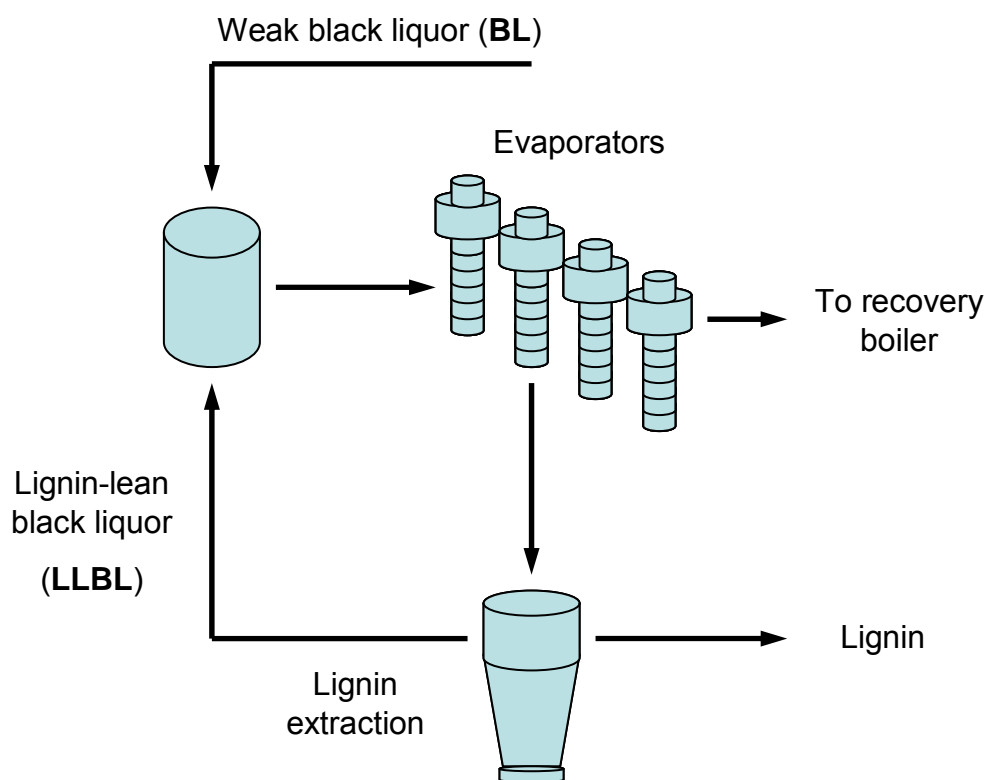 Weak black liquor (BL)
Evaporators
To recovery
boiler
Lignin-lean
black liquor
(LLBL)
Lignin
extraction
Lignin